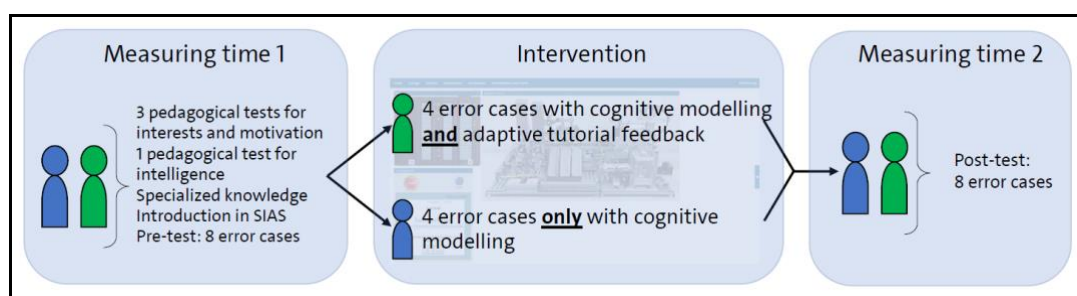 Measuring time 1
3 pedagogical tests for
interests and motivation
1 pedagogical test for
intelligence
Specialized knowledge
Introduction in SIAS
Pre-test: 8 error cases
Intervention
4 error cases with cognitive modelling
and adaptive tutorial feedback
4 error cases only with cognitive
modelling
Measuring time 2
Post-test:
8 error cases